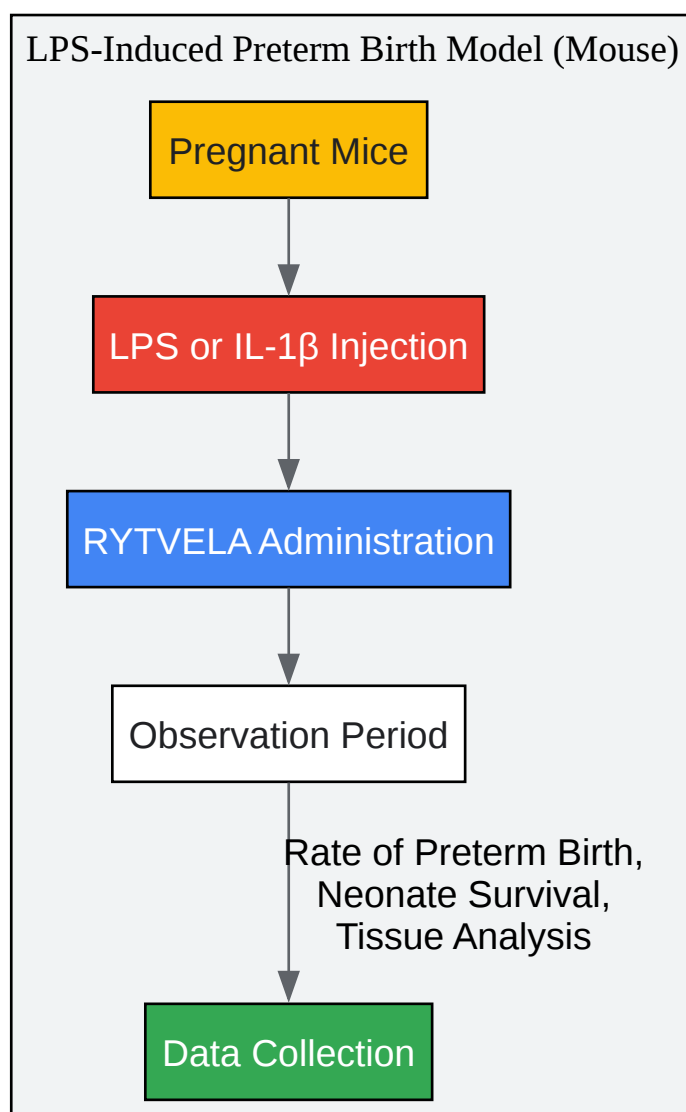 LPS-Induced Preterm Birth Model (Mouse)
Pregnant Mice
LPS or IL-1β Injection
RYTVELA Administration
Observation Period
Rate of Preterm Birth,
Neonate Survival,
Tissue Analysis
Data Collection